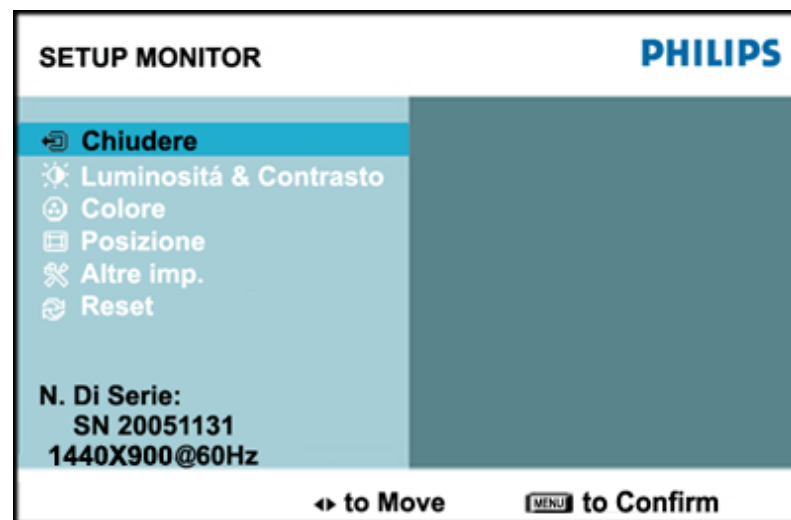 SETUP MONITOR
PHILIPS
Chiudere
Luminositá & Contrasto
Colore
Posizione
Altre imp.
Reset
N. Di Serie:
SN 20051131
1440X900@60Hz
to Move
MENU to Confirm